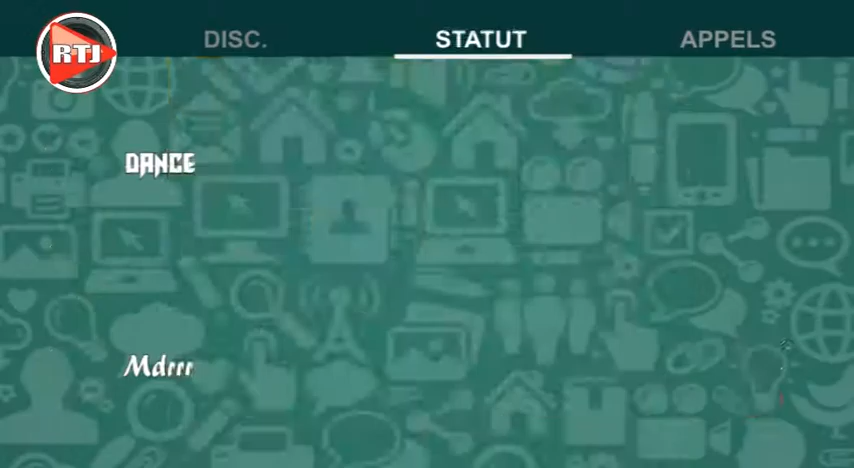 RTJ
DISC. STATUT APPELS
DANCE
Mdrrr